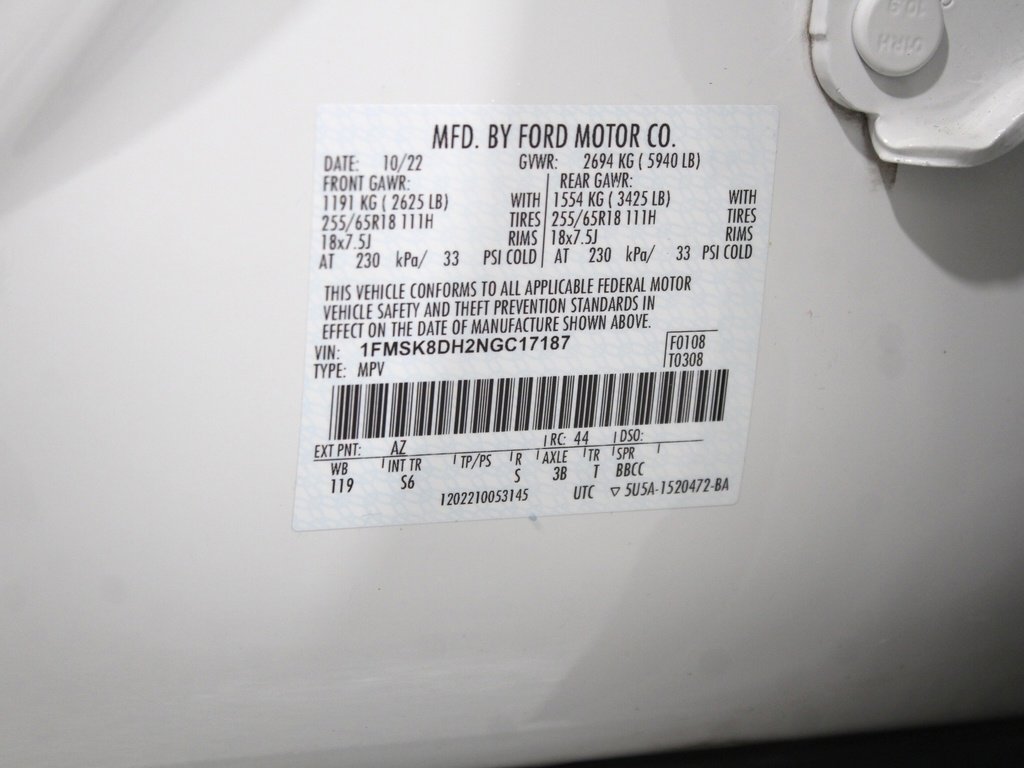 MFD. BY FORD MOTOR CO.
DATE: 10/22 GVWR: 2694 KG ( 5940 LB)
FRONT GAWR: REAR GAWR:
1191 KG ( 2625 LB) WITH 1554 KG ( 3425 LB) WITH
255/65R18 111H TIRES 255/65R18 111H TIRES
18x7.5J RIMS 18x7.5J RIMS
AT 230 kPa/ 33 PSI COLD AT 230 kPa/ 33 PSI COLD
THIS VEHICLE CONFORMS TO ALL APPLICABLE FEDERAL MOTOR
VEHICLE SAFETY AND THEFT PREVENTION STANDARDS IN
EFFECT ON THE DATE OF MANUFACTURE SHOWN ABOVE.
VIN: 1FMSK8DH2NGC17187 F0108
TYPE: MPV T0308
EXT PNT: AZ RC: 44 DSO:
WB INT TR TP/PS R AXLE TR SPR
119 S6 S 3B T BBCC
1202210053145 UTC ▽ 5U5A-1520472-BA